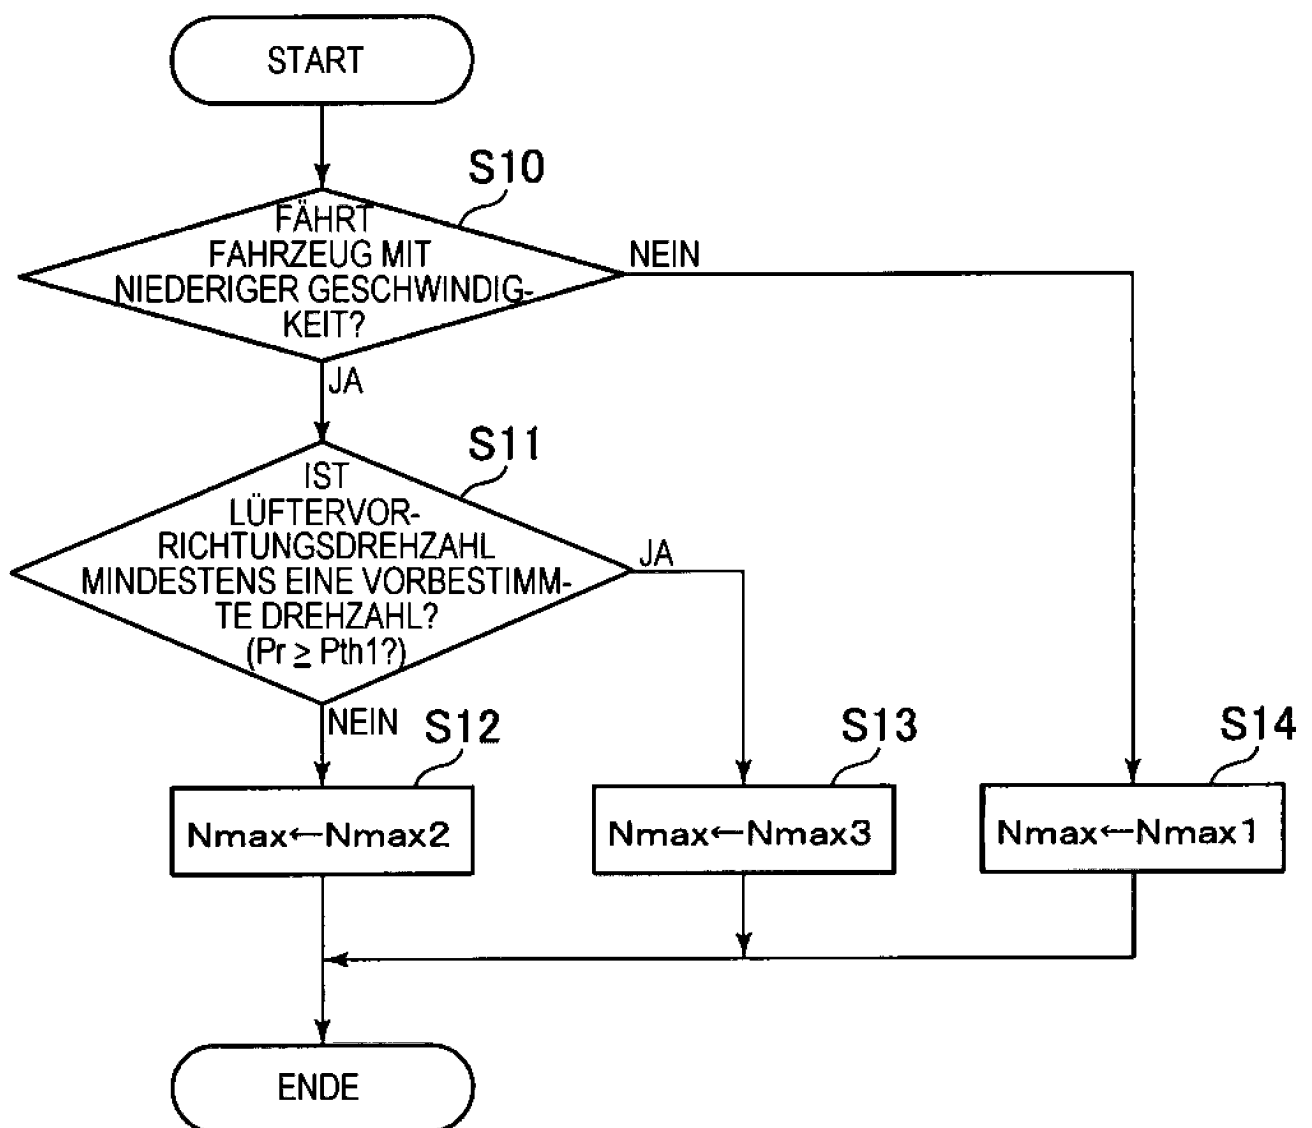 START
S10
FÄHRT
FAHRZEUG MIT
NIEDERIGER GESCHWINDIG-
KEIT?
NEIN
JA
S11
IST
LÜFTERVOR-
RICHTUNGSDREHZAHL
MINDESTENS EINE VORBESTIMM-
TE DREHZAHL?
(Pr ≥ Pth1?)
JA
NEIN
S12
S13
S14
Nmax←Nmax2
Nmax←Nmax3
Nmax←Nmax1
ENDE